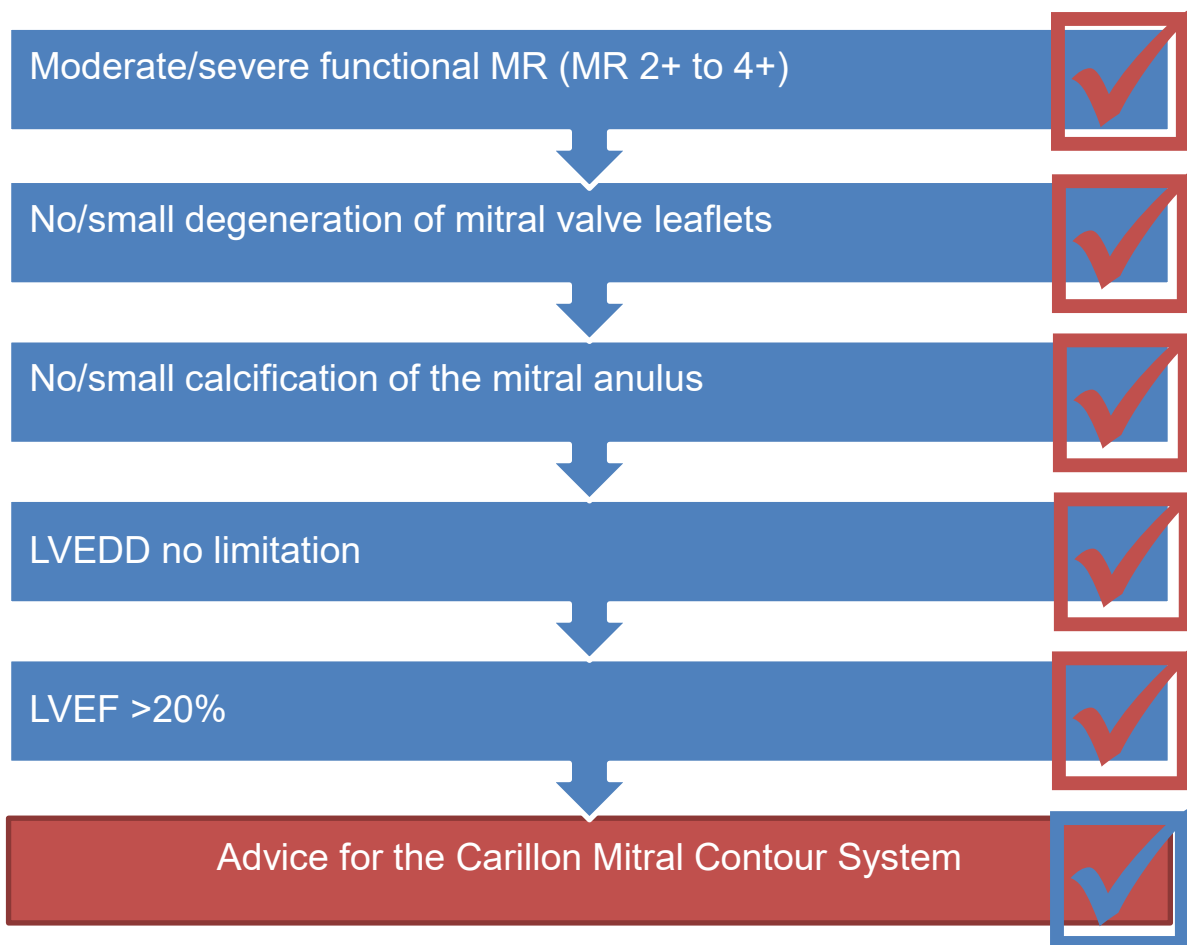 Moderate/severe functional MR (MR 2+ to 4+)
No/small degeneration of mitral valve leaflets
No/small calcification of the mitral anulus
LVEDD no limitation
LVEF >20%
Advice for the Carillon Mitral Contour System